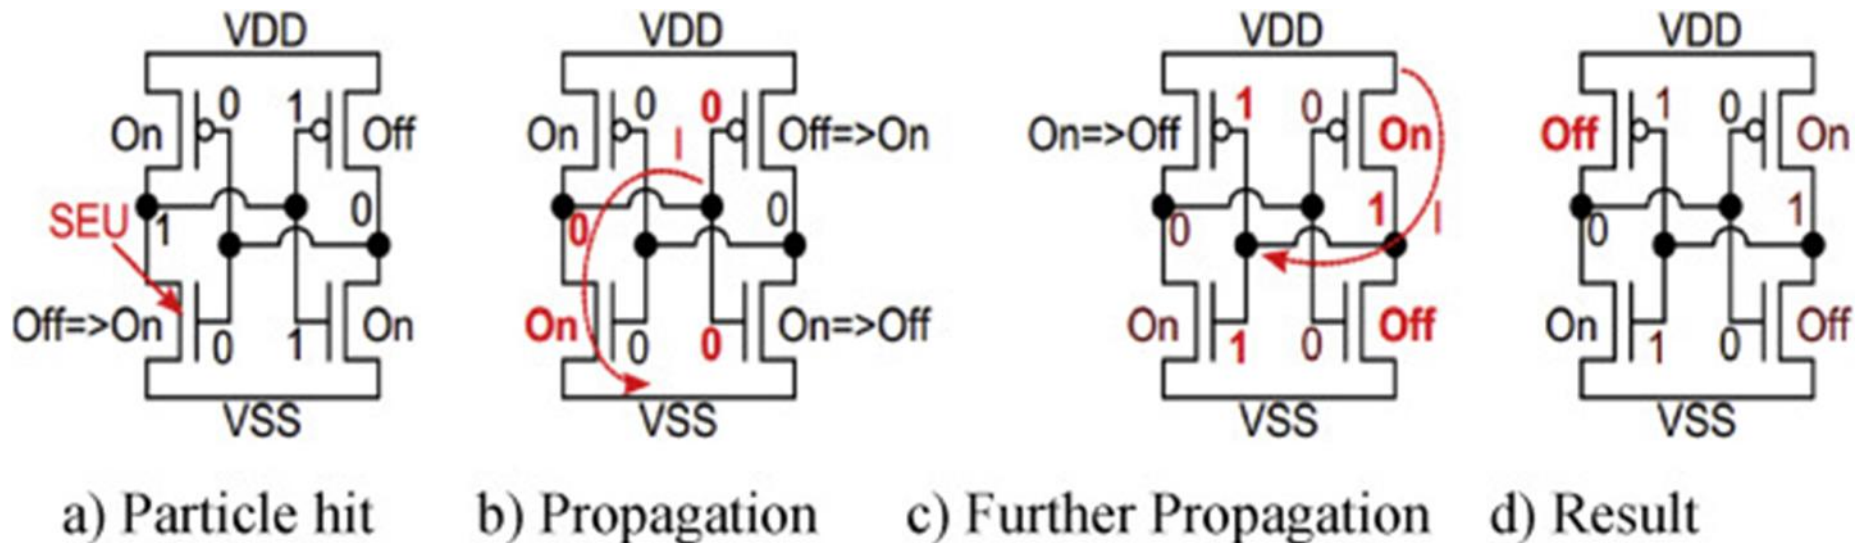 VDD
0 1
On Off
SEU 1 0
Off=>On 0 1 On
VSS
a) Particle hit
VDD
0 0
On I Off=>On
0 0
On 0 0 On=>Off
VSS
b) Propagation
VDD
1 0
On=>Off On
0 1 I
On 1 0 Off
VSS
c) Further Propagation
VDD
1 0
Off On
0 1
On 1 0 Off
VSS
d) Result